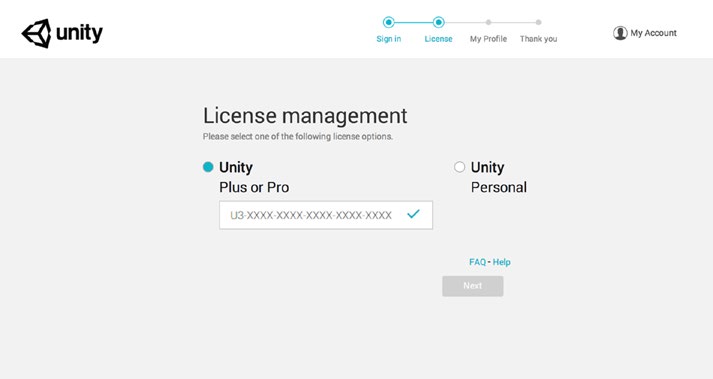 unity
Sign in License My Profile Thank you
My Account
License management
Please select one of the following license options.
Unity
Plus or Pro
U3-XXXX-XXXX-XXXX-XXXX-XXXX
Unity
Personal
FAQ - Help
Next